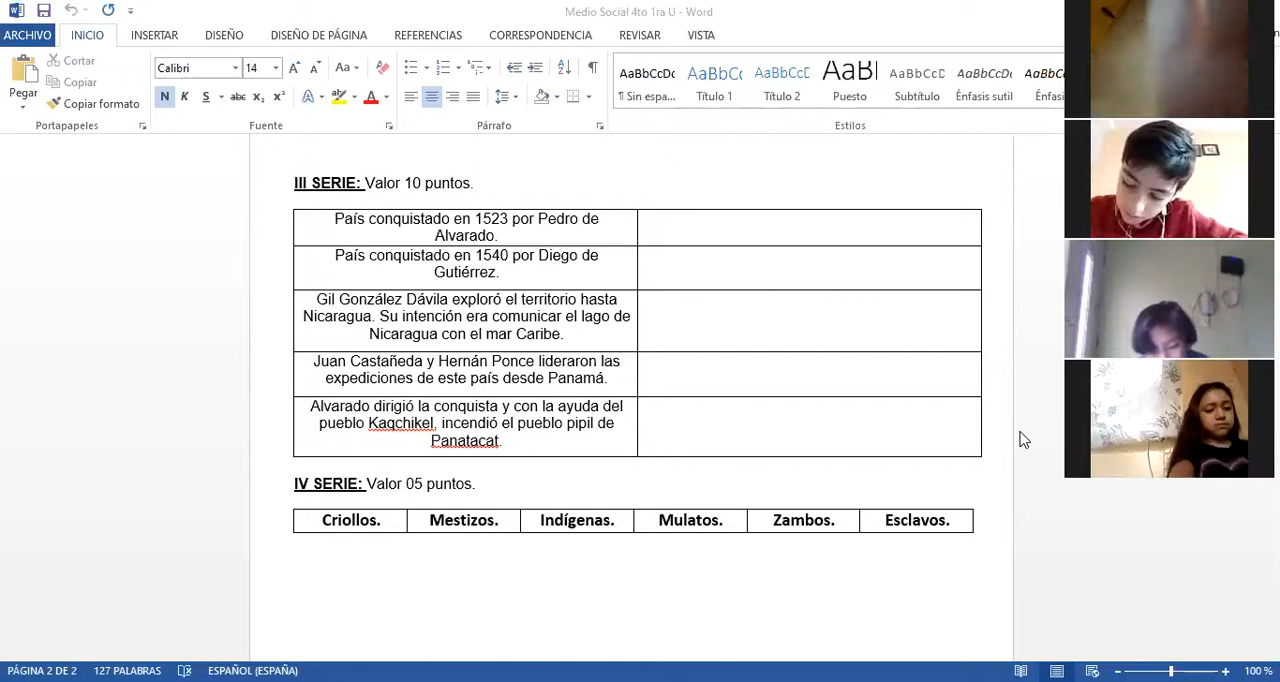 Medio Social 4to 1ra U - Word
ARCHIVO INICIO INSERTAR DISEÑO DISEÑO DE PÁGINA REFERENCIAS CORRESPONDENCIA REVISAR VISTA
Cortar
Copiar
Copiar formato
Pegar
Portapapeles
Calibri 14
Fuente
Párrafo
AaBbCcDc AaBbC AaBbCcD AaB AaBbCcD AaBbCcDc AaBbCc
¶ Sin espa... Título 1 Título 2 Puesto Subtítulo Énfasis sutil Énfasi
Estilos
III SERIE: Valor 10 puntos.
País conquistado en 1523 por Pedro de
Alvarado.
País conquistado en 1540 por Diego de
Gutiérrez.
Gil González Dávila exploró el territorio hasta
Nicaragua. Su intención era comunicar el lago de
Nicaragua con el mar Caribe.
Juan Castañeda y Hernán Ponce lideraron las
expediciones de este país desde Panamá.
Alvarado dirigió la conquista y con la ayuda del
pueblo Kaqchikel, incendió el pueblo pipil de
Panatacat.
IV SERIE: Valor 05 puntos.
Criollos. Mestizos. Indígenas. Mulatos. Zambos. Esclavos.
PÁGINA 2 DE 2 127 PALABRAS ESPAÑOL (ESPAÑA) 100 %